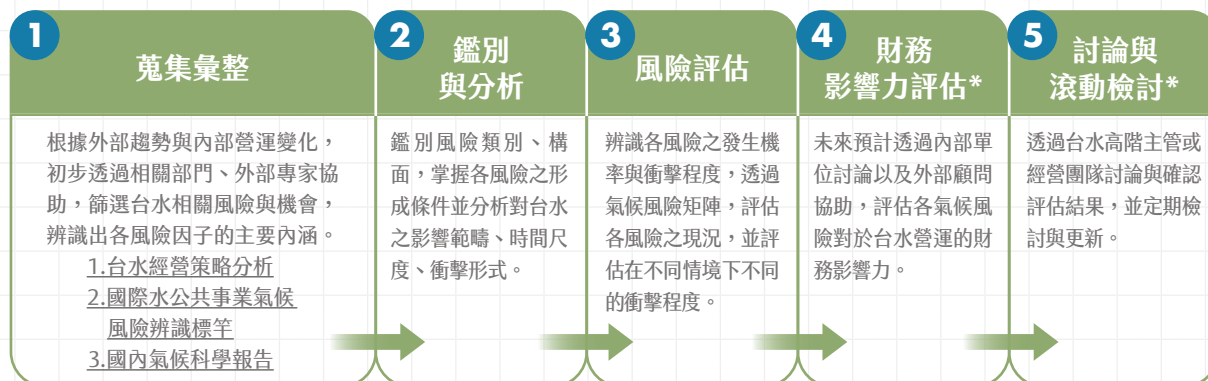 1
蒐集彙整
根據外部趨勢與內部營運變化，
初步透過相關部門、外部專家協
助，篩選台水相關風險與機會，
辨識出各風險因子的主要內涵。
1.台水經營策略分析
2.國際水公共事業氣候
風險辨識標竿
3.國內氣候科學報告
2
鑑別
與分析
鑑別風險類別、構
面，掌握各風險之形
成條件並分析對台水
之影響範疇、時間尺
度、衝擊形式。
3
風險評估
辨識各風險之發生機
率與衝擊程度，透過
氣候風險矩陣，評估
各風險之現況，並評
估在不同情境下不同
的衝擊程度。
4
財務
影響力評估*
未來預計透過內部單
位討論以及外部顧問
協助，評估各氣候風
險對於台水營運的財
務影響力。
5
討論與
滾動檢討*
透過台水高階主管或
經營團隊討論與確認
評估結果，並定期檢
討與更新。